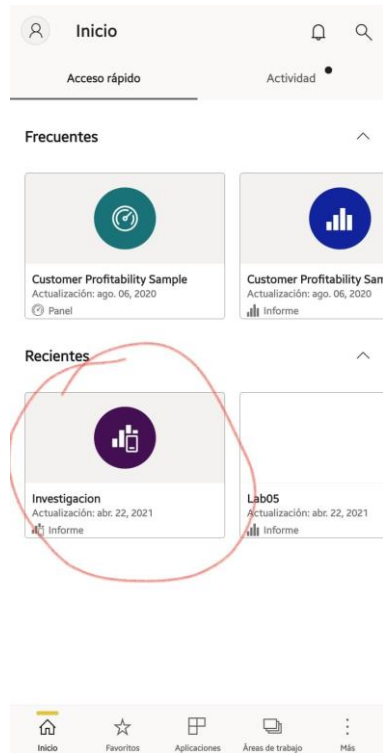 Inicio
Acceso rápido
Actividad
Frecuentes
Customer Profitability Sample
Actualización: ago. 06, 2020
Panel
Customer Profitability Sam
Actualización: ago. 06, 2020
Informe
Recientes
Investigacion
Actualización: abr. 22, 2021
Informe
Lab05
Actualización: abr. 22, 2021
Informe
Inicio
Favoritos
Aplicaciones
Áreas de trabajo
Más